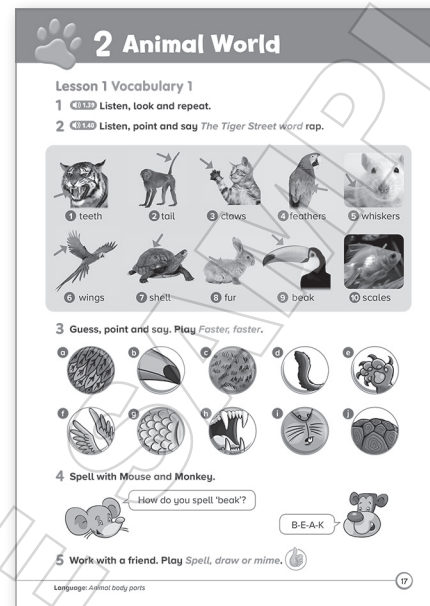 2 Animal World
Lesson 1 Vocabulary 1
1 1.39 Listen, look and repeat.
2 1.40 Listen, point and say The Tiger Street word rap.
1 teeth 2 tail 3 claws 4 feathers 5 whiskers
6 wings 7 shell 8 fur 9 beak 10 scales
3 Guess, point and say. Play Faster, faster.
a b c d e
f g h i j
4 Spell with Mouse and Monkey.
How do you spell 'beak'?
B-E-A-K
5 Work with a friend. Play Spell, draw or mime.
Language: Animal body parts
17